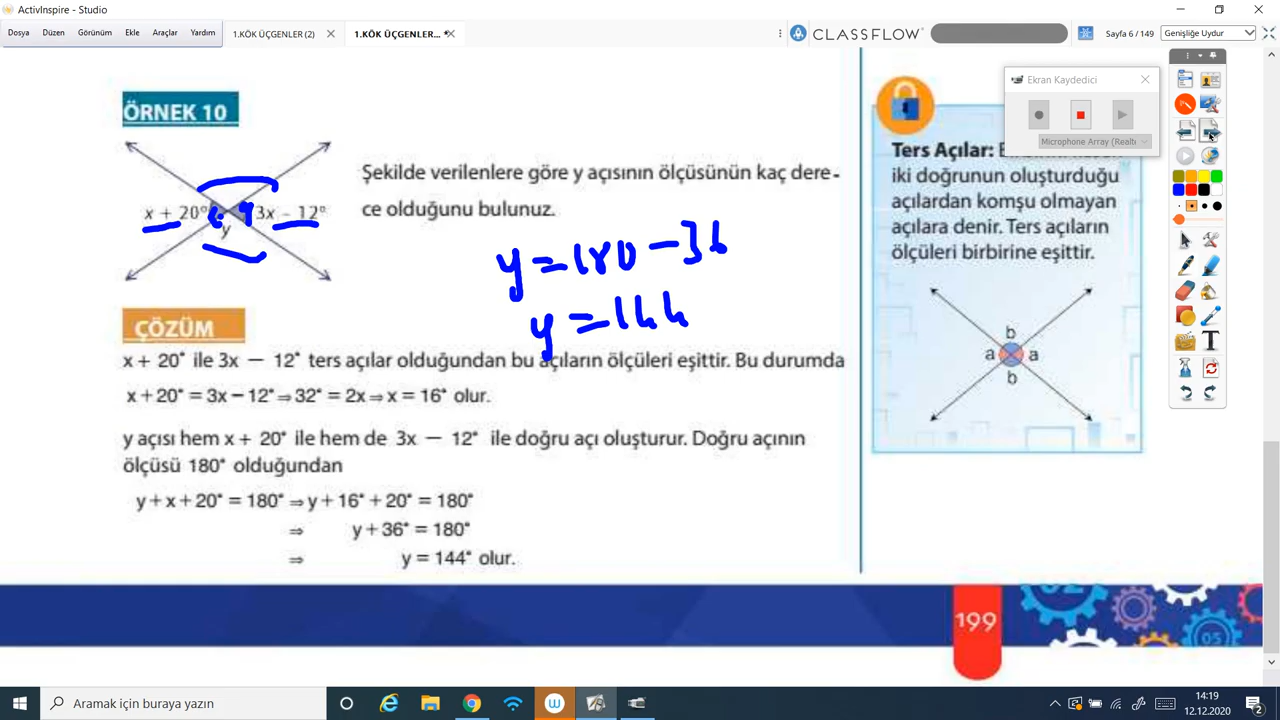 ActivInspire - Studio
Dosya Düzen Görünüm Ekle Araçlar Yardım
1.KÖK ÜÇGENLER (2)
1.KÖK ÜÇGENLER... *
CLASSFLOW
Sayfa 6 / 149
Genişliğe Uydur
Ekran Kaydedici
Microphone Array (Realt
ÖRNEK 10
x + 20°
3x - 12°
y
Şekilde verilenlere göre y açısının ölçüsünün kaç dere-
ce olduğunu bulunuz.
y = 180 - 36
y = 144
ÇÖZÜM
x + 20° ile 3x − 12° ters açılar olduğundan bu açıların ölçüleri eşittir. Bu durumda
x + 20° = 3x − 12° ⇒ 32° = 2x ⇒ x = 16° olur.
y açısı hem x + 20° ile hem de 3x − 12° ile doğru açı oluşturur. Doğru açının
ölçüsü 180° olduğundan
y + x + 20° = 180° ⇒ y + 16° + 20° = 180°
⇒ y + 36° = 180°
⇒ y = 144° olur.
Ters Açılar:
iki doğrunun oluşturduğu
açılardan komşu olmayan
açılara denir. Ters açıların
ölçüleri birbirine eşittir.
b
a a
b
199
05
Aramak için buraya yazın
14:19
12.12.2020
2